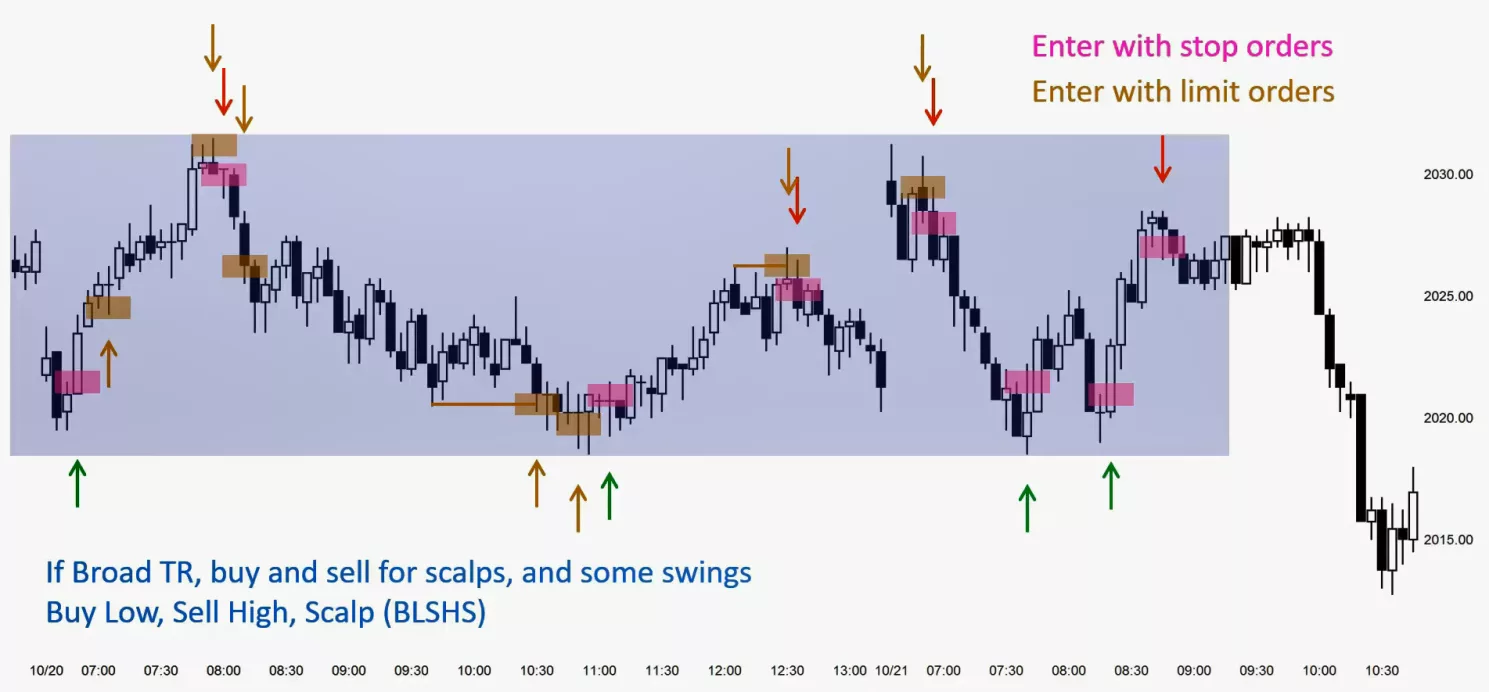 Enter with stop orders
Enter with limit orders
2030.00
2025.00
2020.00
2015.00
If Broad TR, buy and sell for scalps, and some swings
Buy Low, Sell High, Scalp (BLSHS)
10/20 07:00 07:30 08:00 08:30 09:00 09:30 10:00 10:30 11:00 11:30 12:00 12:30 13:00 10/21 07:00 07:30 08:00 08:30 09:00 09:30 10:00 10:30